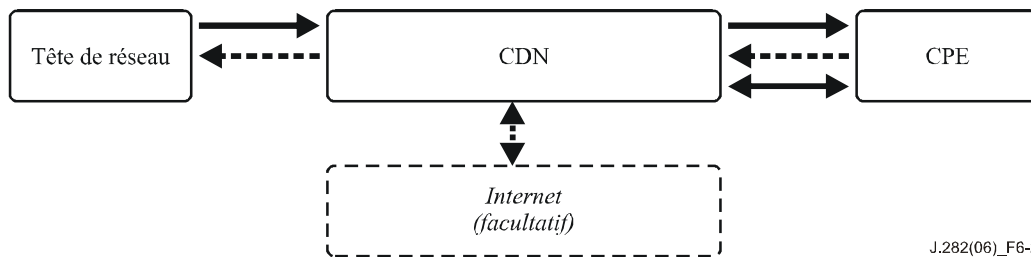 Tête de réseau
CDN
CPE
Internet
(facultatif)
J.282(06)_F6-